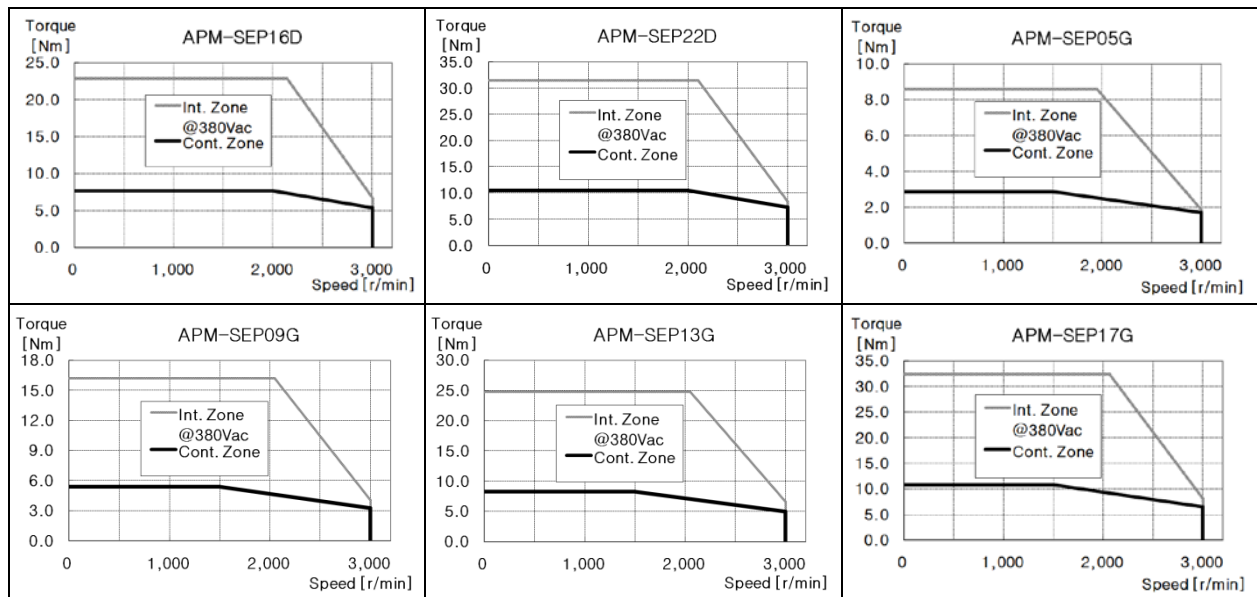 Torque
[Nm]
APM-SEP16D
25.0
20.0
15.0
10.0
5.0
0.0
Int. Zone
@380Vac
Cont. Zone
0 1,000 2,000 3,000
Speed [r/min]
Torque
[Nm]
APM-SEP22D
35.0
30.0
25.0
20.0
15.0
10.0
5.0
0.0
Int. Zone
@380Vac
Cont. Zone
0 1,000 2,000 3,000
Speed [r/min]
Torque
[Nm]
APM-SEP05G
10.0
8.0
6.0
4.0
2.0
0.0
Int. Zone
@380Vac
Cont. Zone
0 1,000 2,000 3,000
Speed [r/min]
Torque
[Nm]
APM-SEP09G
18.0
15.0
12.0
9.0
6.0
3.0
0.0
Int. Zone
@380Vac
Cont. Zone
0 1,000 2,000 3,000
Speed [r/min]
Torque
[Nm]
APM-SEP13G
30.0
25.0
20.0
15.0
10.0
5.0
0.0
Int. Zone
@380Vac
Cont. Zone
0 1,000 2,000 3,000
Speed [r/min]
Torque
[Nm]
APM-SEP17G
35.0
30.0
25.0
20.0
15.0
10.0
5.0
0.0
Int. Zone
@380Vac
Cont. Zone
0 1,000 2,000 3,000
Speed [r/min]